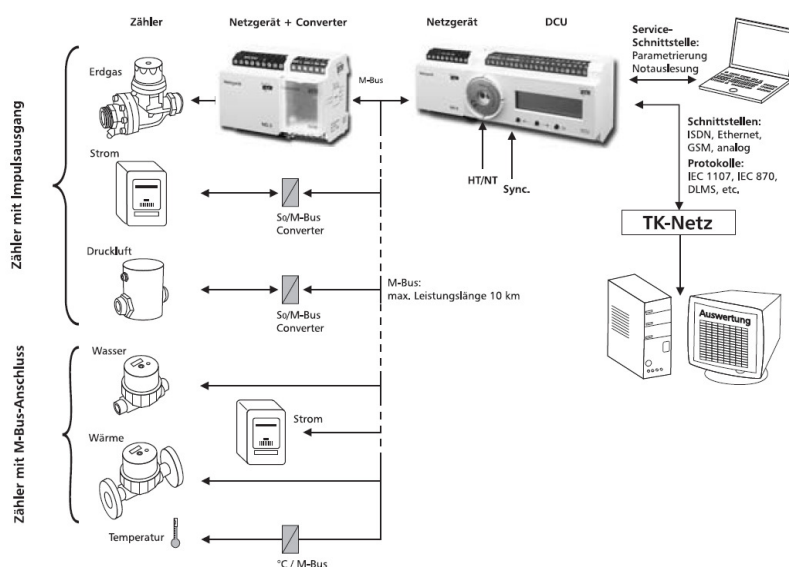 Zähler
Netzgerät + Converter
Netzgerät
DCU
Erdgas
M-Bus
Service-
Schnittstelle:
Parametrierung
Notauslesung
Schnittstellen:
ISDN, Ethernet,
GSM, analog
Protokolle:
IEC 1107, IEC 870,
DLMS, etc.
HT/NT
Sync.
TK-Netz
Auswertung
Zähler mit Impulsausgang
Strom
S0/M-Bus
Converter
Druckluft
S0/M-Bus
Converter
M-Bus:
max. Leistungslänge 10 km
Zähler mit M-Bus-Anschluss
Wasser
Strom
Wärme
Temperatur
°C / M-Bus